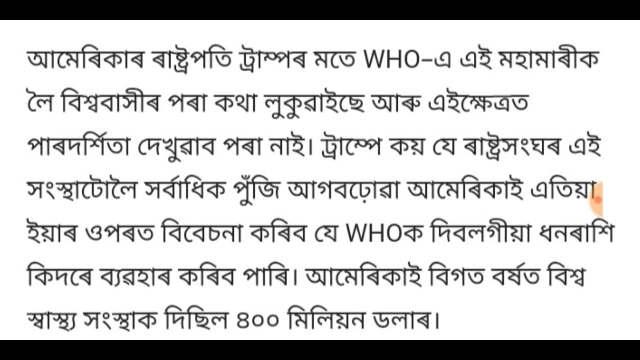 আমেৰিকাৰ ৰাষ্ট্ৰপতি ট্ৰাম্পৰ মতে WHO-এ এই মহামাৰীক
লৈ বিশ্ববাসীৰ পৰা কথা লুকুৱাইছে আৰু এইক্ষেত্ৰত
পাৰদৰ্শিতা দেখুৱাব পৰা নাই। ট্ৰাম্পে কয় যে ৰাষ্ট্ৰসংঘৰ এই
সংস্থাটোলৈ সৰ্বাধিক পুঁজি আগবঢ়োৱা আমেৰিকাই এতিয়া
ইয়াৰ ওপৰত বিবেচনা কৰিব যে WHOক দিবলগীয়া ধনৰাশি
কিদৰে ব্যৱহাৰ কৰিব পাৰি। আমেৰিকাই বিগত বৰ্ষত বিশ্ব
স্বাস্থ্য সংস্থাক দিছিল ৪০০ মিলিয়ন ডলাৰ।